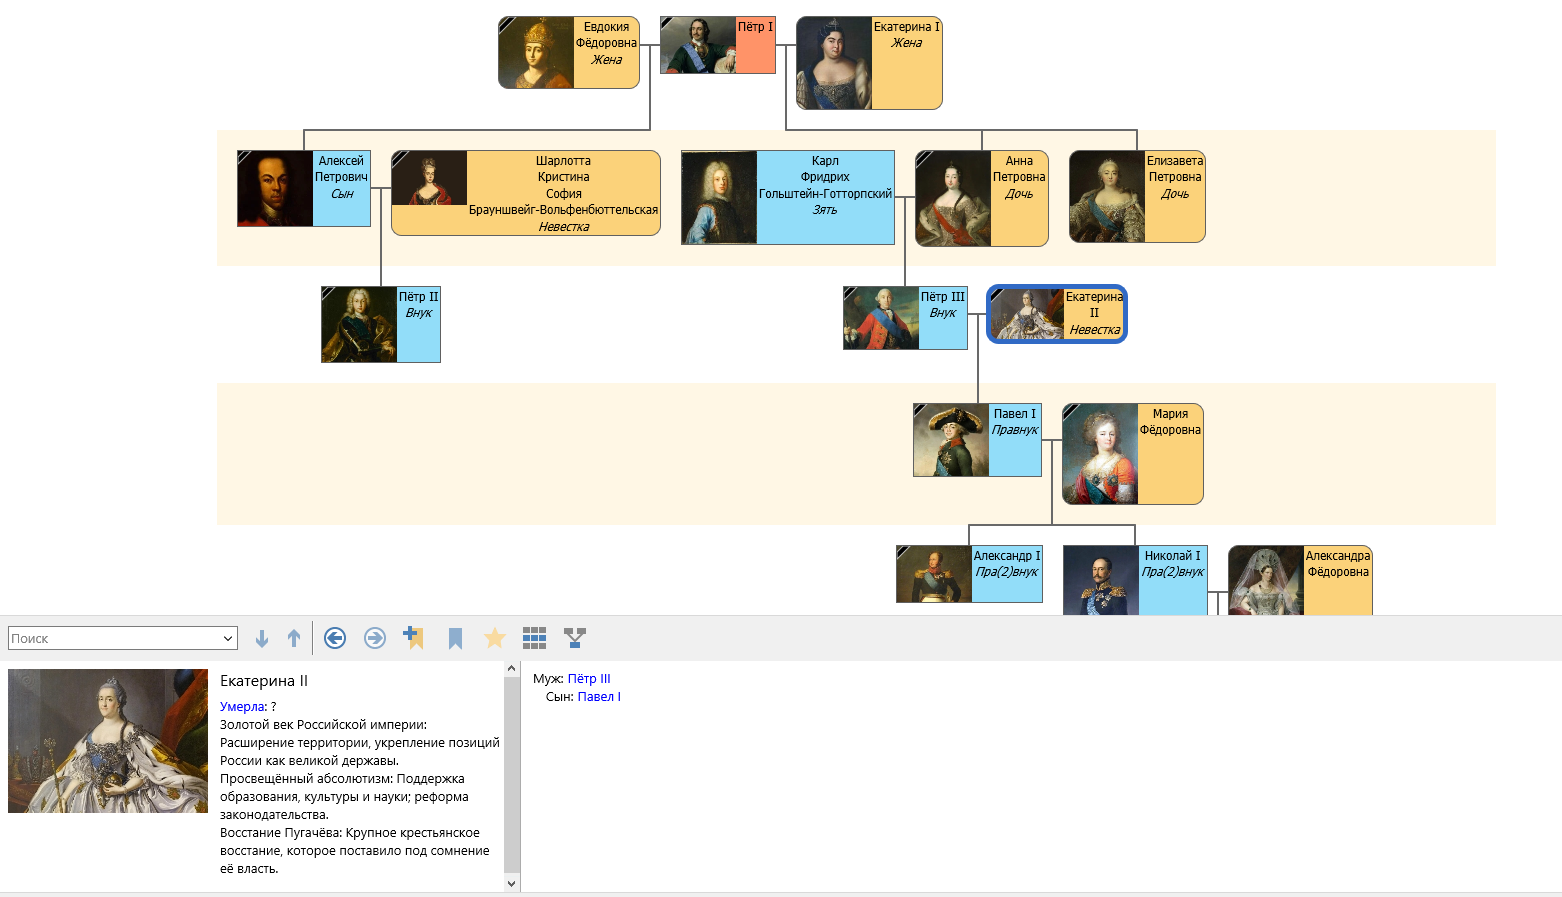 Евдокия
Фёдоровна
Жена
Пётр I
Екатерина I
Жена
Алексей
Петрович
Сын
Шарлотта
Кристина
София
Брауншвейг-Вольфенбюттельская
Невестка
Карл
Фридрих
Гольштейн-Готторпский
Зять
Анна
Петровна
Дочь
Елизавета
Петровна
Дочь
Пётр II
Внук
Пётр III
Внук
Екатерина
II
Невестка
Павел I
Правнук
Мария
Фёдоровна
Александр I
Пра(2)внук
Николай I
Пра(2)внук
Александра
Фёдоровна
Поиск
Екатерина II
Умерла: ?
Золотой век Российской империи:
Расширение территории, укрепление позиций
России как великой державы.
Просвещённый абсолютизм: Поддержка
образования, культуры и науки; реформа
законодательства.
Восстание Пугачёва: Крупное крестьянское
восстание, которое поставило под сомнение
её власть.
Муж: Пётр III
Сын: Павел I